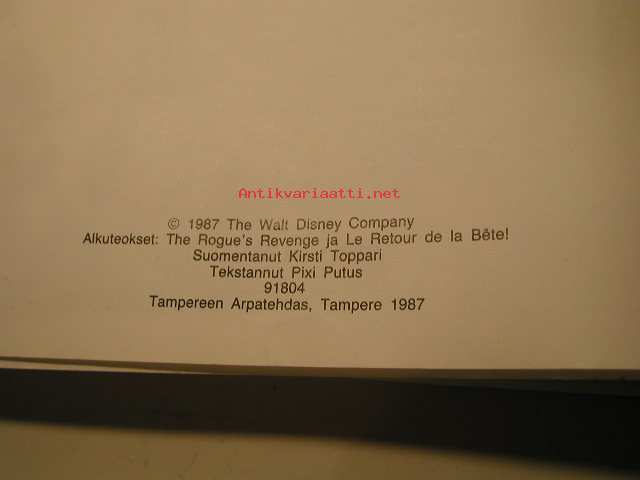 Antikvariaatti.net
© 1987 The Walt Disney Company
Alkuteokset: The Rogue's Revenge ja Le Retour de la Bête!
Suomentanut Kirsti Toppari
Tekstannut Pixi Putus
91804
Tampereen Arpatehdas, Tampere 1987